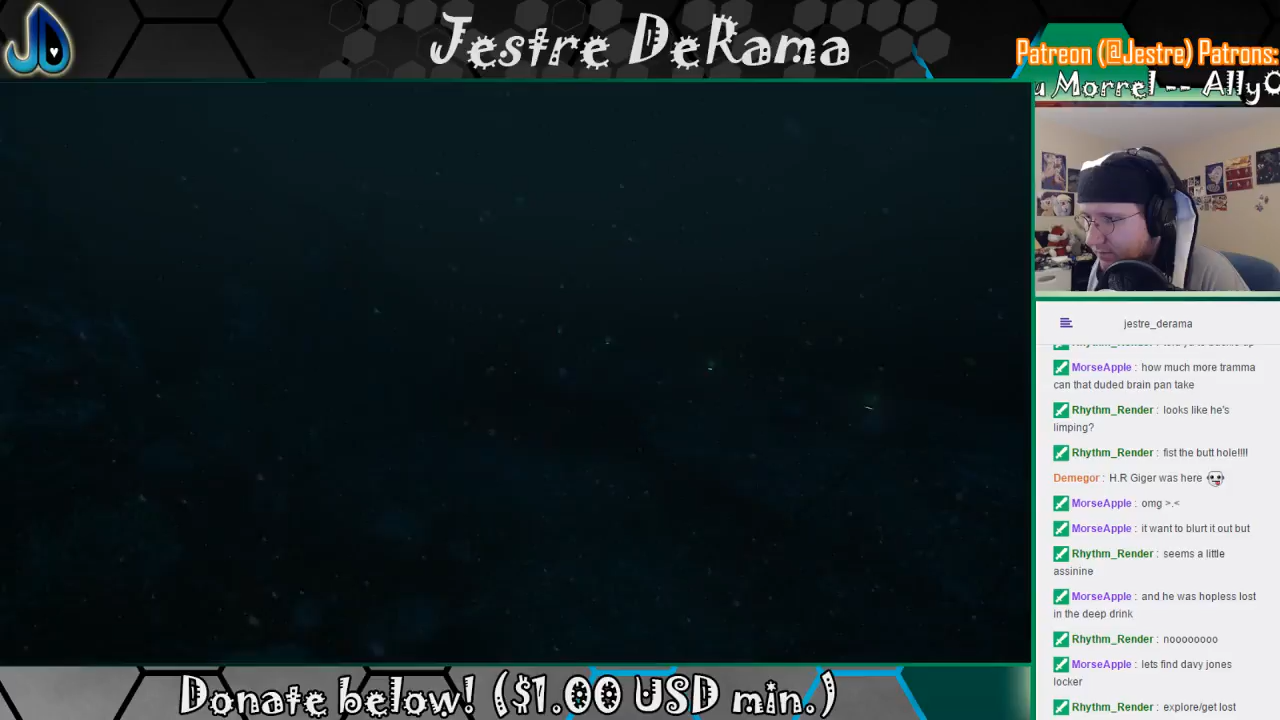 JD
Jestre DeRama
Patreon (@Jestre) Patrons:
Morrel -- Ally
jestre_derama
MorseApple : how much more tramma
can that duded brain pan take
Rhythm_Render : looks like he's
limping?
Rhythm_Render : fist the butt hole!!!!
Demegor : H.R Giger was here
MorseApple : omg >.<
MorseApple : it want to blurt it out but
Rhythm_Render : seems a little
assinine
MorseApple : and he was hopless lost
in the deep drink
Rhythm_Render : noooooooo
MorseApple : lets find davy jones
locker
Rhythm_Render : explore/get lost
Donate below! ($1.00 USD min.)